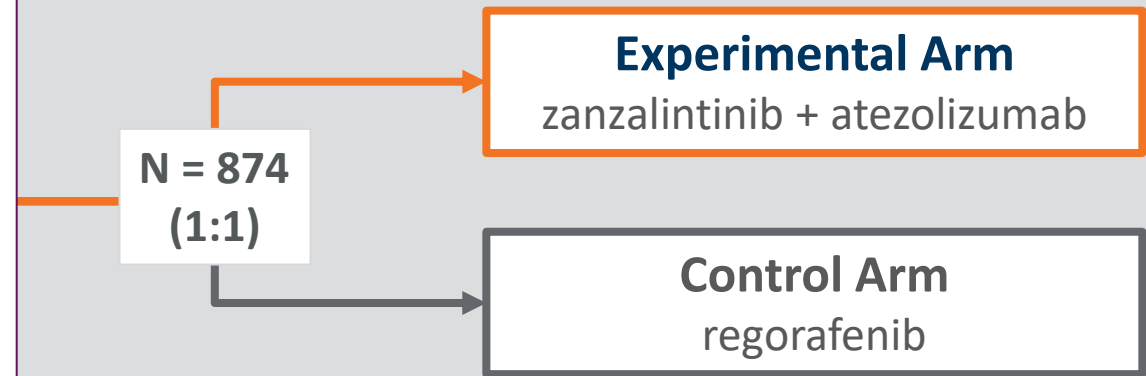 Experimental Arm
zanzalintinib + atezolizumab
N = 874
(1:1)
Control Arm
regorafenib